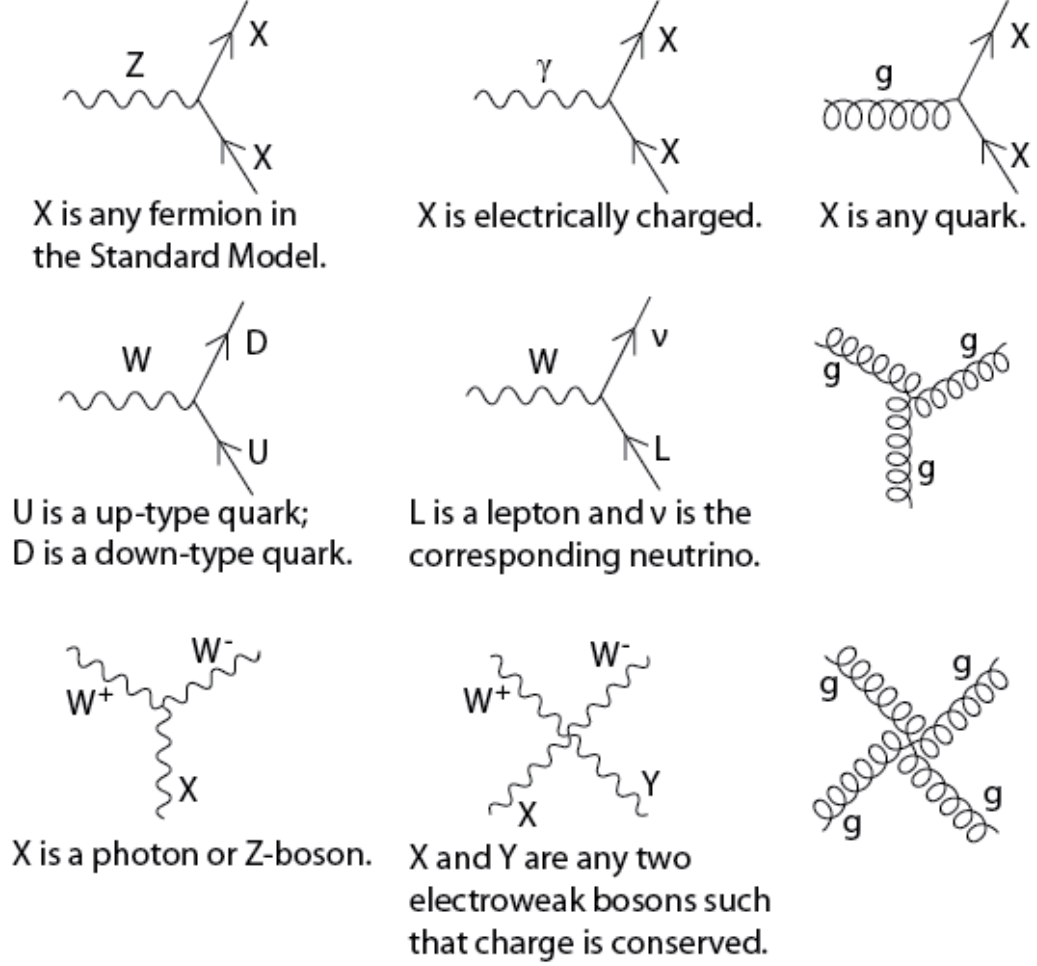 Z
X
X
X is any fermion in
the Standard Model.
γ
X
X
X is electrically charged.
g
X
X
X is any quark.
W
D
U
U is a up-type quark;
D is a down-type quark.
W
ν
L
L is a lepton and ν is the
corresponding neutrino.
g
g
g
W⁺
W⁻
X
X is a photon or Z-boson.
W⁺
W⁻
X
Y
X and Y are any two
electroweak bosons such
that charge is conserved.
g
g
g
g